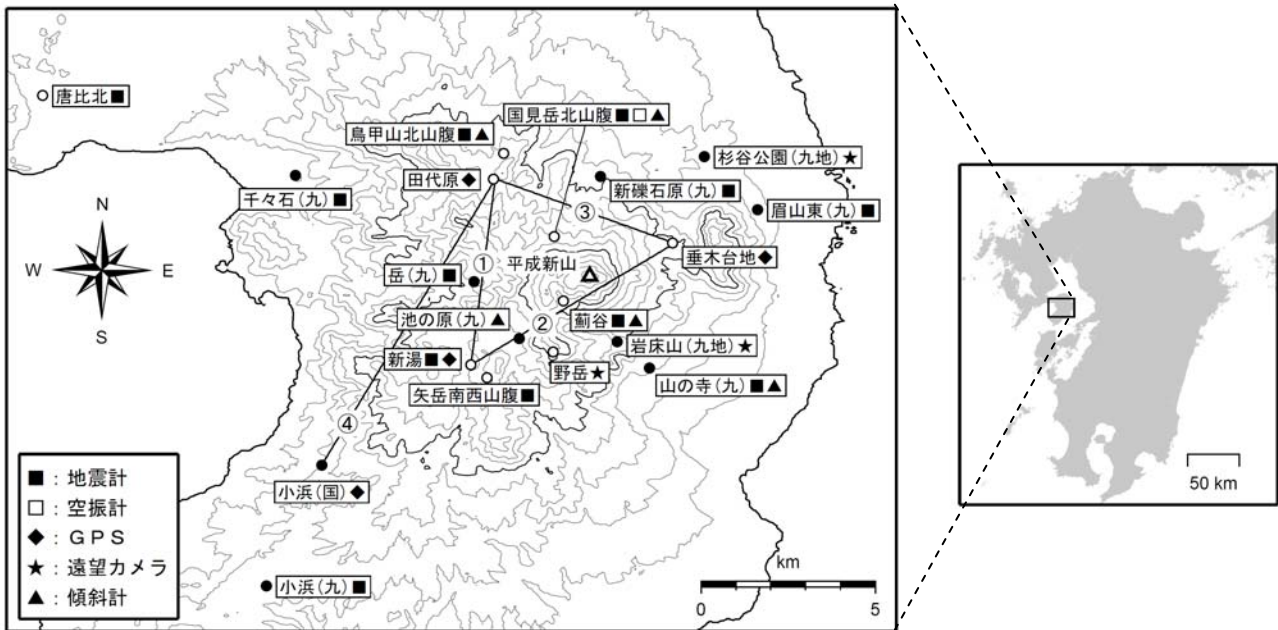 唐比北■
国見岳北山腹■□▲
鳥甲山北山腹■▲
杉谷公園(九地)★
田代原◆
千々石(九)■
新礫石原(九)■
眉山東(九)■
N
W
E
S
③
①
②
④
平成新山
垂木台地◆
岳(九)■
池の原(九)▲
薊谷■▲
岩床山(九地)★
新湯■◆
野岳★
山の寺(九)■▲
矢岳南西山腹■
小浜(国)◆
小浜(九)■
■:地震計
□:空振計
◆:GPS
★:遠望カメラ
▲:傾斜計
km
0
5
50 km